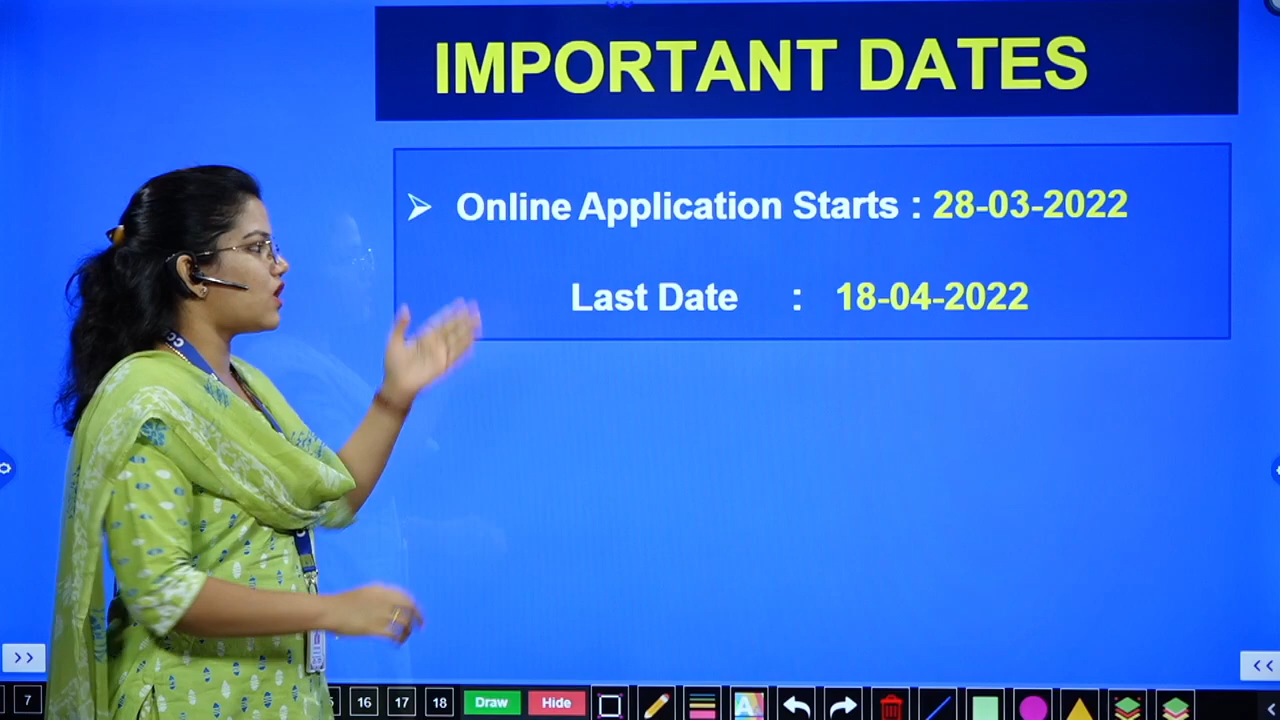 IMPORTANT DATES
➢ Online Application Starts : 28-03-2022
Last Date : 18-04-2022
>>
<<
7
16 17 18 Draw Hide A
<